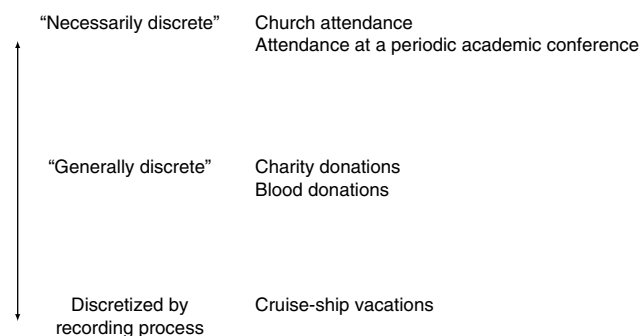 “Necessarily discrete” Church attendance
Attendance at a periodic academic conference
“Generally discrete” Charity donations
Blood donations
Discretized by Cruise-ship vacations
recording process